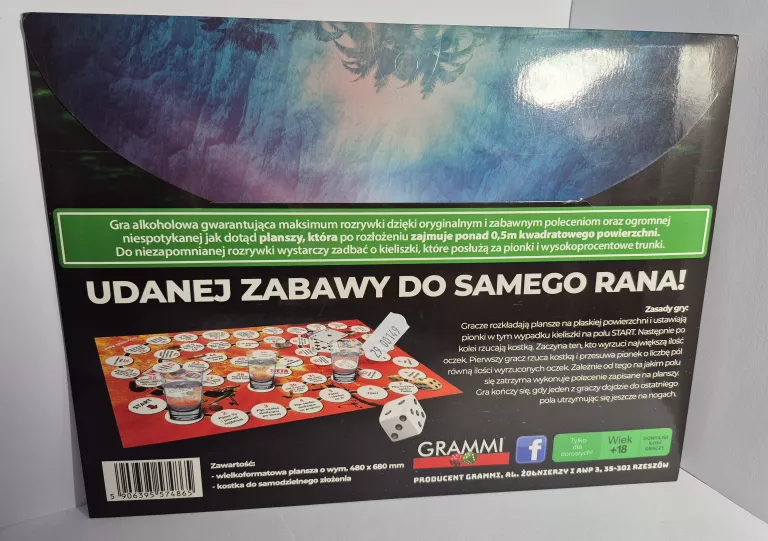 Gra alkoholowa gwarantująca maksimum rozrywki dzięki oryginalnym i zabawnym poleceniom oraz ogromnej
niespotykanej jak dotąd planszy, która po rozłożeniu zajmuje ponad 0,5m kwadratowego powierzchni.
Do niezapomnianej rozrywki wystarczy zadbać o kieliszki, które posłużą za pionki i wysokoprocentowe trunki.
UDANEJ ZABAWY DO SAMEGO RANA!
Zasady gry:
Gracze rozkładają plansze na płaskiej powierzchni i ustawiają
pionki w tym wypadku kieliszki na polu START. Następnie po
kolei rzucają kostką. Zaczyna ten, kto wyrzuci największą ilość
oczek. Pierwszy gracz rzuca kostką i przesuwa pionek o liczbę pól
równą ilości wyrzuconych oczek. Zależnie od tego na jakim polu
się zatrzyma wykonuje polecenie zapisane na planszy.
Gra kończy się, gdy jeden z graczy dojdzie do ostatniego
pola utrzymując się jeszcze na nogach.
START
GRAMMI
f
Tylko
dla
dorosłych!
Wiek
+18
Zawartość:
- wielkoformatowa plansza o wym. 480 x 680 mm
- kostka do samodzielnego złożenia
PRODUCENT GRAMMI, AL. ŻOŁNIERZY I AWP 3, 35-301 RZESZÓW
5 906395 574865